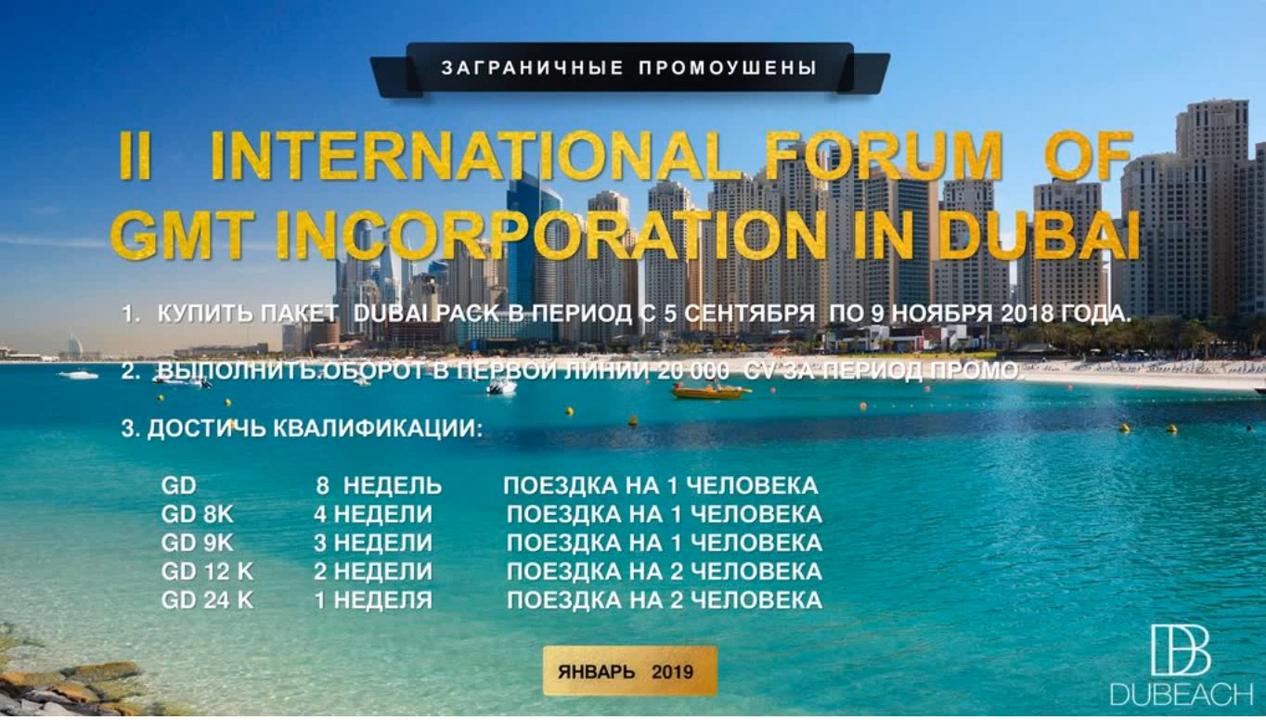 ЗАГРАНИЧНЫЕ ПРОМОУШЕНЫ
II INTERNATIONAL FORUM OF
GMT INCORPORATION IN DUBAI
1. КУПИТЬ ПАКЕТ DUBAI PACK В ПЕРИОД С 5 СЕНТЯБРЯ ПО 9 НОЯБРЯ 2018 ГОДА.
2. ВЫПОЛНИТЬ ОБОРОТ В ПЕРВОЙ ЛИНИИ 20 000 CV ЗА ПЕРИОД ПРОМО
3. ДОСТИЧЬ КВАЛИФИКАЦИИ:
GD 8 НЕДЕЛЬ ПОЕЗДКА НА 1 ЧЕЛОВЕКА
GD 8K 4 НЕДЕЛИ ПОЕЗДКА НА 1 ЧЕЛОВЕКА
GD 9K 3 НЕДЕЛИ ПОЕЗДКА НА 1 ЧЕЛОВЕКА
GD 12 K 2 НЕДЕЛИ ПОЕЗДКА НА 2 ЧЕЛОВЕКА
GD 24 K 1 НЕДЕЛЯ ПОЕЗДКА НА 2 ЧЕЛОВЕКА
ЯНВАРЬ 2019
DB
DUBEACH